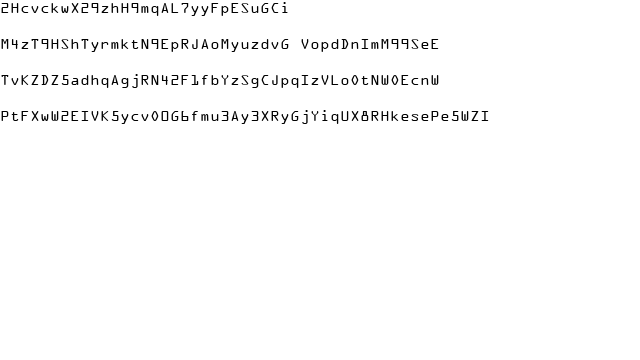 2HcvckwX29zhH9mqAL7yyFpESuGCi
M4zT9HShTyrmktN9EpRJAoMyuzdvG VopdDnImM99SeE
TvKZDZ5adhqAgjRN42F1fbYzSgCJpqIzVLo0tNW0EcnW
PtFXwW2EIVK5ycv0OG6fmu3Ay3XRyGjYiqUX8RHkesePe5WZI